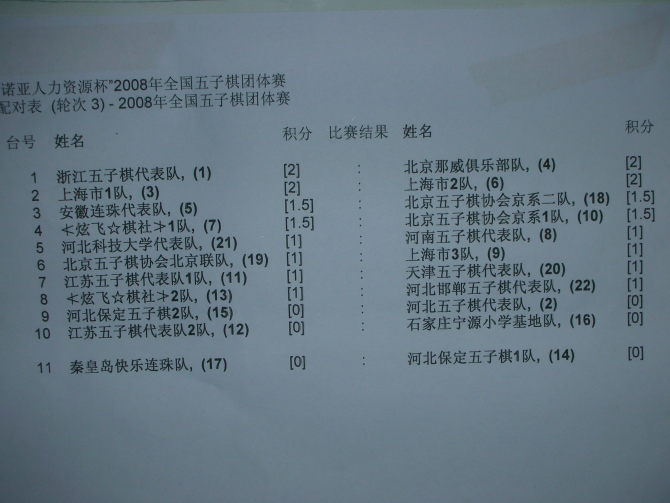 诺亚人力资源杯"2008年全国五子棋团体赛
配对表 (轮次 3) - 2008年全国五子棋团体赛
台号 姓名 积分 比赛结果 姓名 积分
1 浙江五子棋代表队, (1) [2] : 北京那威俱乐部队, (4) [2]
2 上海市1队, (3) [2] : 上海市2队, (6) [2]
3 安徽连珠代表队, (5) [1.5] : 北京五子棋协会京系二队, (18) [1.5]
4 ≮炫飞☆棋社≯1队, (7) [1.5] : 北京五子棋协会京系1队, (10) [1.5]
5 河北科技大学代表队, (21) [1] : 河南五子棋代表队, (8) [1]
6 北京五子棋协会北京联队, (19) [1] : 上海市3队, (9) [1]
7 江苏五子棋代表队1队, (11) [1] : 天津五子棋代表队, (20) [1]
8 ≮炫飞☆棋社≯2队, (13) [1] : 河北邯郸五子棋代表队, (22) [1]
9 河北保定五子棋2队, (15) [0] : 河北五子棋代表队, (2) [0]
10 江苏五子棋代表队2队, (12) [0] : 石家庄宁源小学基地队, (16) [0]
11 秦皇岛快乐连珠队, (17) [0] : 河北保定五子棋1队, (14) [0]